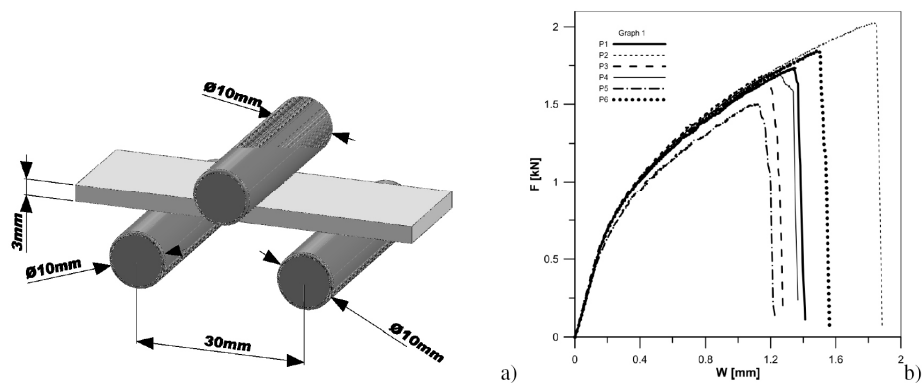 Ø10mm
3mm
Ø10mm
30mm
Ø10mm
a)
F [kN]
2
1.5
1
0.5
0
Graph 1
P1
P2
P3
P4
P5
P6
0 0.4 0.8 1.2 1.6 2
W [mm]
b)